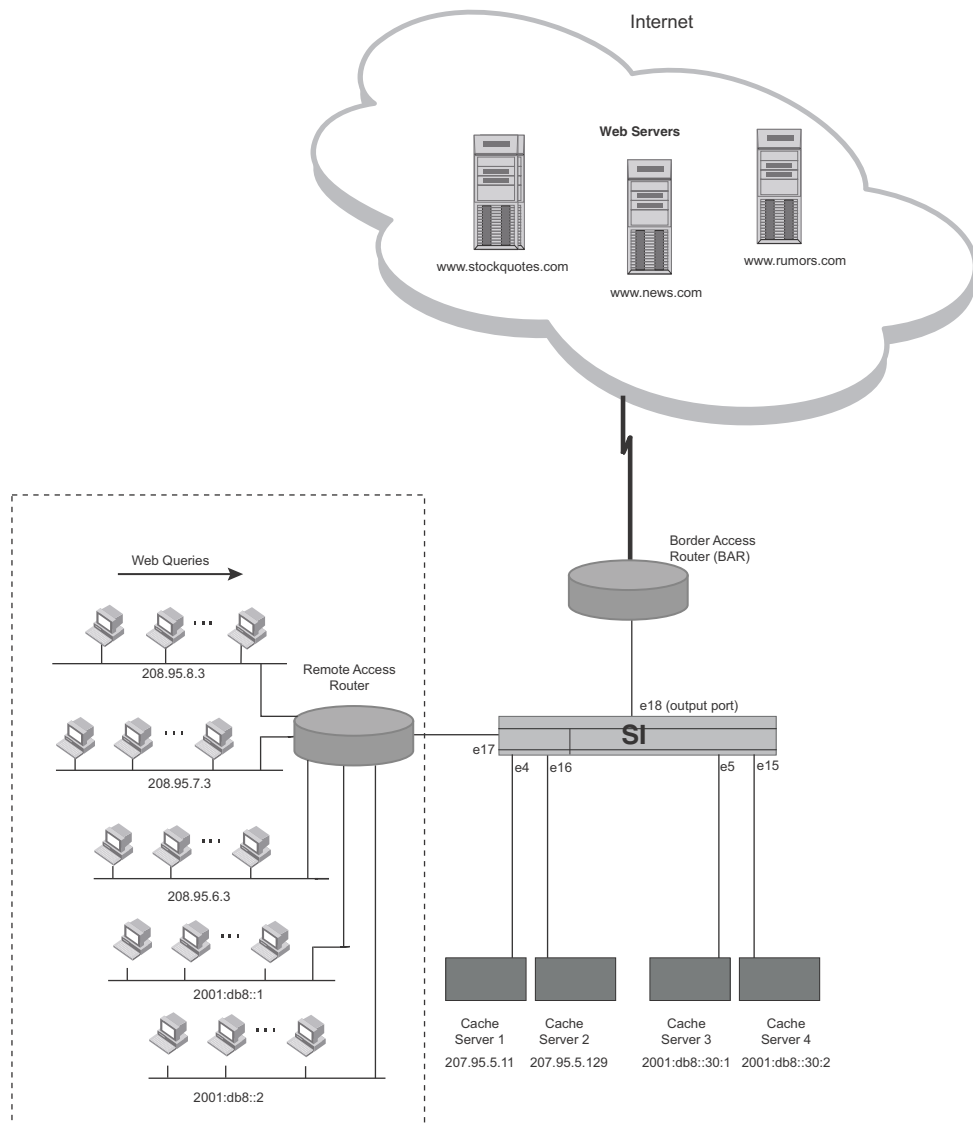 Internet
Web Servers
www.stockquotes.com
www.news.com
www.rumors.com
Border Access
Router (BAR)
Web Queries
208.95.8.3
Remote Access
Router
208.95.7.3
208.95.6.3
2001:db8::1
2001:db8::2
e18 (output port)
SI
e17
e4
e16
e5
e15
Cache
Server 1
207.95.5.11
Cache
Server 2
207.95.5.129
Cache
Server 3
2001:db8::30:1
Cache
Server 4
2001:db8::30:2